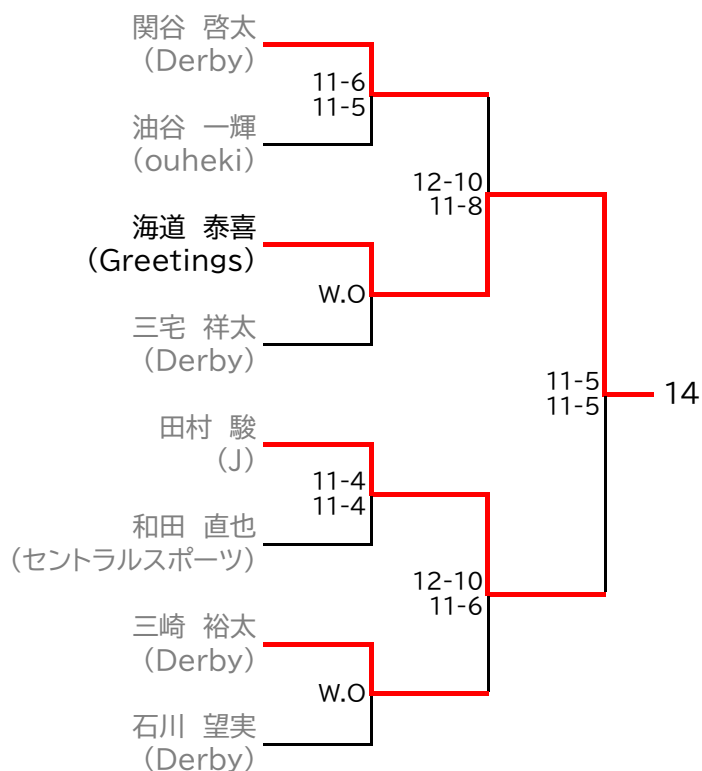 関谷 啓太
(Derby)
11-6
11-5
油谷 一輝
(ouheki)
12-10
11-8
海道 泰喜
(Greetings)
W.O
三宅 祥太
(Derby)
11-5
11-5
14
田村 駿
(J)
11-4
11-4
和田 直也
(セントラルスポーツ)
12-10
11-6
三崎 裕太
(Derby)
W.O
石川 望実
(Derby)